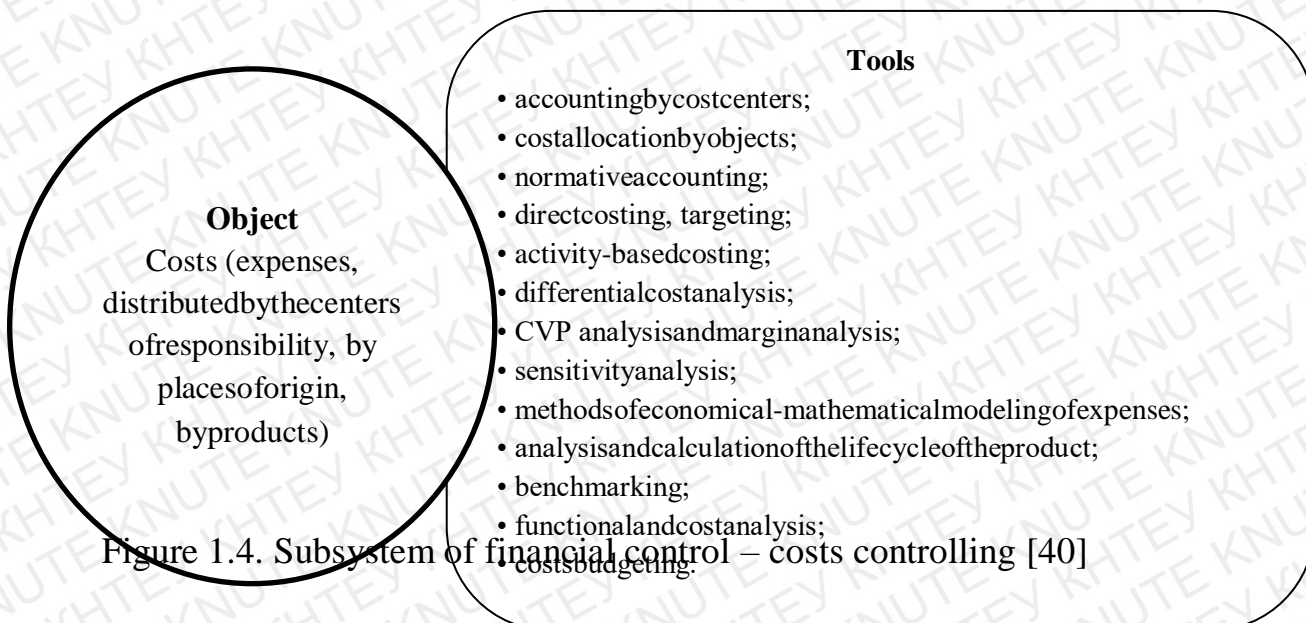 Object
Costs (expenses,
distributedbythecenters
ofresponsibility, by
placesoforigin,
byproducts)
Tools
• accountingbycostcenters;
• costallocationbyobjects;
• normativeaccounting;
• directcosting, targeting;
• activity-basedcosting;
• differentialcostanalysis;
• CVP analysisandmarginanalysis;
• sensitivityanalysis;
• methodsofeconomical-mathematicalmodelingofexpenses;
• analysisandcalculationofthelifecycleoftheproduct;
• benchmarking;
• functionalandcostanalysis;
• costsbudgeting.
Figure 1.4. Subsystem of financial control – costs controlling [40]